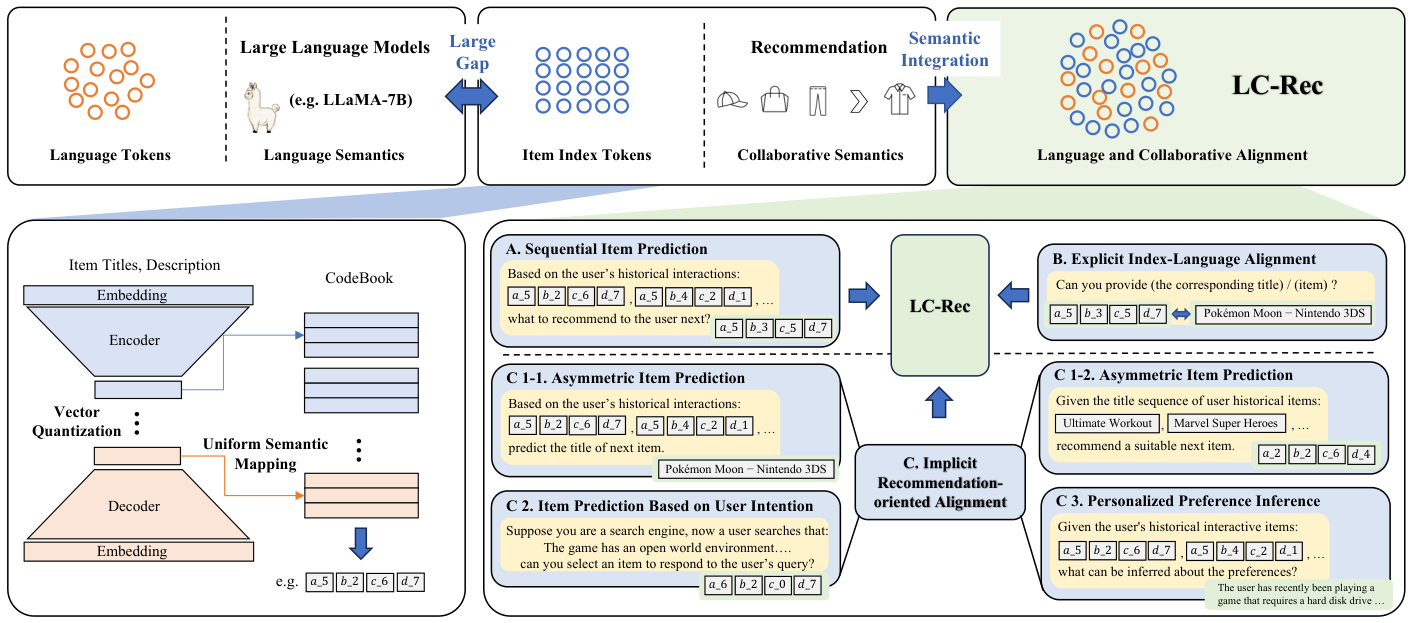 Large Language Models
(e.g. LLaMA-7B)
Language Tokens
Language Semantics
Large
Gap
Recommendation
Item Index Tokens
Collaborative Semantics
Semantic
Integration
LC-Rec
Language and Collaborative Alignment
Item Titles, Description
CodeBook
Embedding
Encoder
Vector
Quantization
Uniform Semantic
Mapping
Decoder
Embedding
e.g. a_5 b_2 c_6 d_7
A. Sequential Item Prediction
Based on the user's historical interactions:
a_5 b_2 c_6 d_7 , a_5 b_4 c_2 d_1 , …
what to recommend to the user next?
a_5 b_3 c_5 d_7
LC-Rec
B. Explicit Index-Language Alignment
Can you provide (the corresponding title) / (item) ?
a_5 b_3 c_5 d_7 Pokémon Moon − Nintendo 3DS
C 1-1. Asymmetric Item Prediction
Based on the user's historical interactions:
a_5 b_2 c_6 d_7 , a_5 b_4 c_2 d_1 , …
predict the title of next item.
Pokémon Moon − Nintendo 3DS
C 1-2. Asymmetric Item Prediction
Given the title sequence of user historical items:
Ultimate Workout , Marvel Super Heroes , …
recommend a suitable next item.
a_2 b_2 c_6 d_4
C. Implicit
Recommendation-
oriented Alignment
C 2. Item Prediction Based on User Intention
Suppose you are a search engine, now a user searches that:
The game has an open world environment….
can you select an item to respond to the user's query?
a_6 b_2 c_0 d_7
C 3. Personalized Preference Inference
Given the user's historical interactive items:
a_5 b_2 c_6 d_7 , a_5 b_4 c_2 d_1 , …
what can be inferred about the preferences?
The user has recently been playing a
game that requires a hard disk drive …